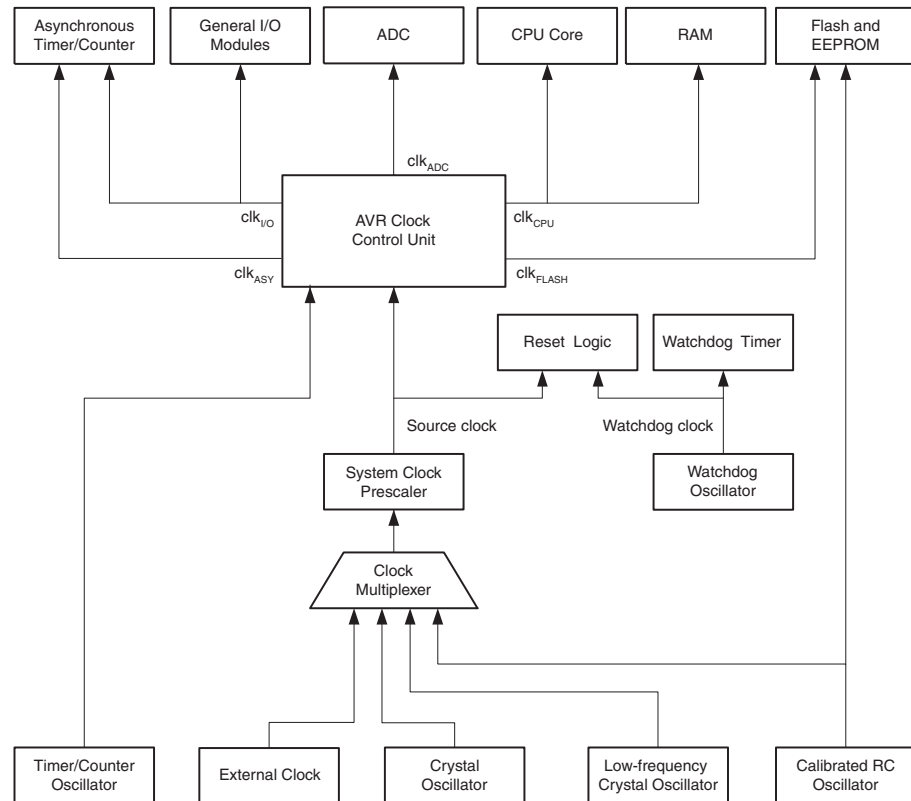 Asynchronous
Timer/Counter
General I/O
Modules
ADC
CPU Core
RAM
Flash and
EEPROM
clkADC
clkI/O
AVR Clock
Control Unit
clkCPU
clkASY
clkFLASH
Reset Logic
Watchdog Timer
Source clock
Watchdog clock
System Clock
Prescaler
Watchdog
Oscillator
Clock
Multiplexer
Timer/Counter
Oscillator
External Clock
Crystal
Oscillator
Low-frequency
Crystal Oscillator
Calibrated RC
Oscillator